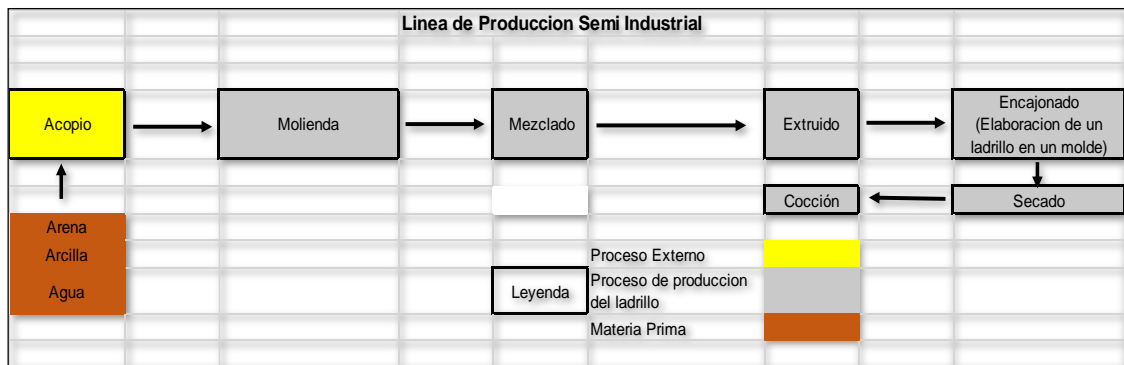 Linea de Produccion Semi Industrial
Acopio
Molienda
Mezclado
Extruido
Encajonado
(Elaboracion de un
ladrillo en un molde)
Cocción
Secado
Arena
Arcilla
Agua
Leyenda
Proceso Externo
Proceso de produccion
del ladrillo
Materia Prima